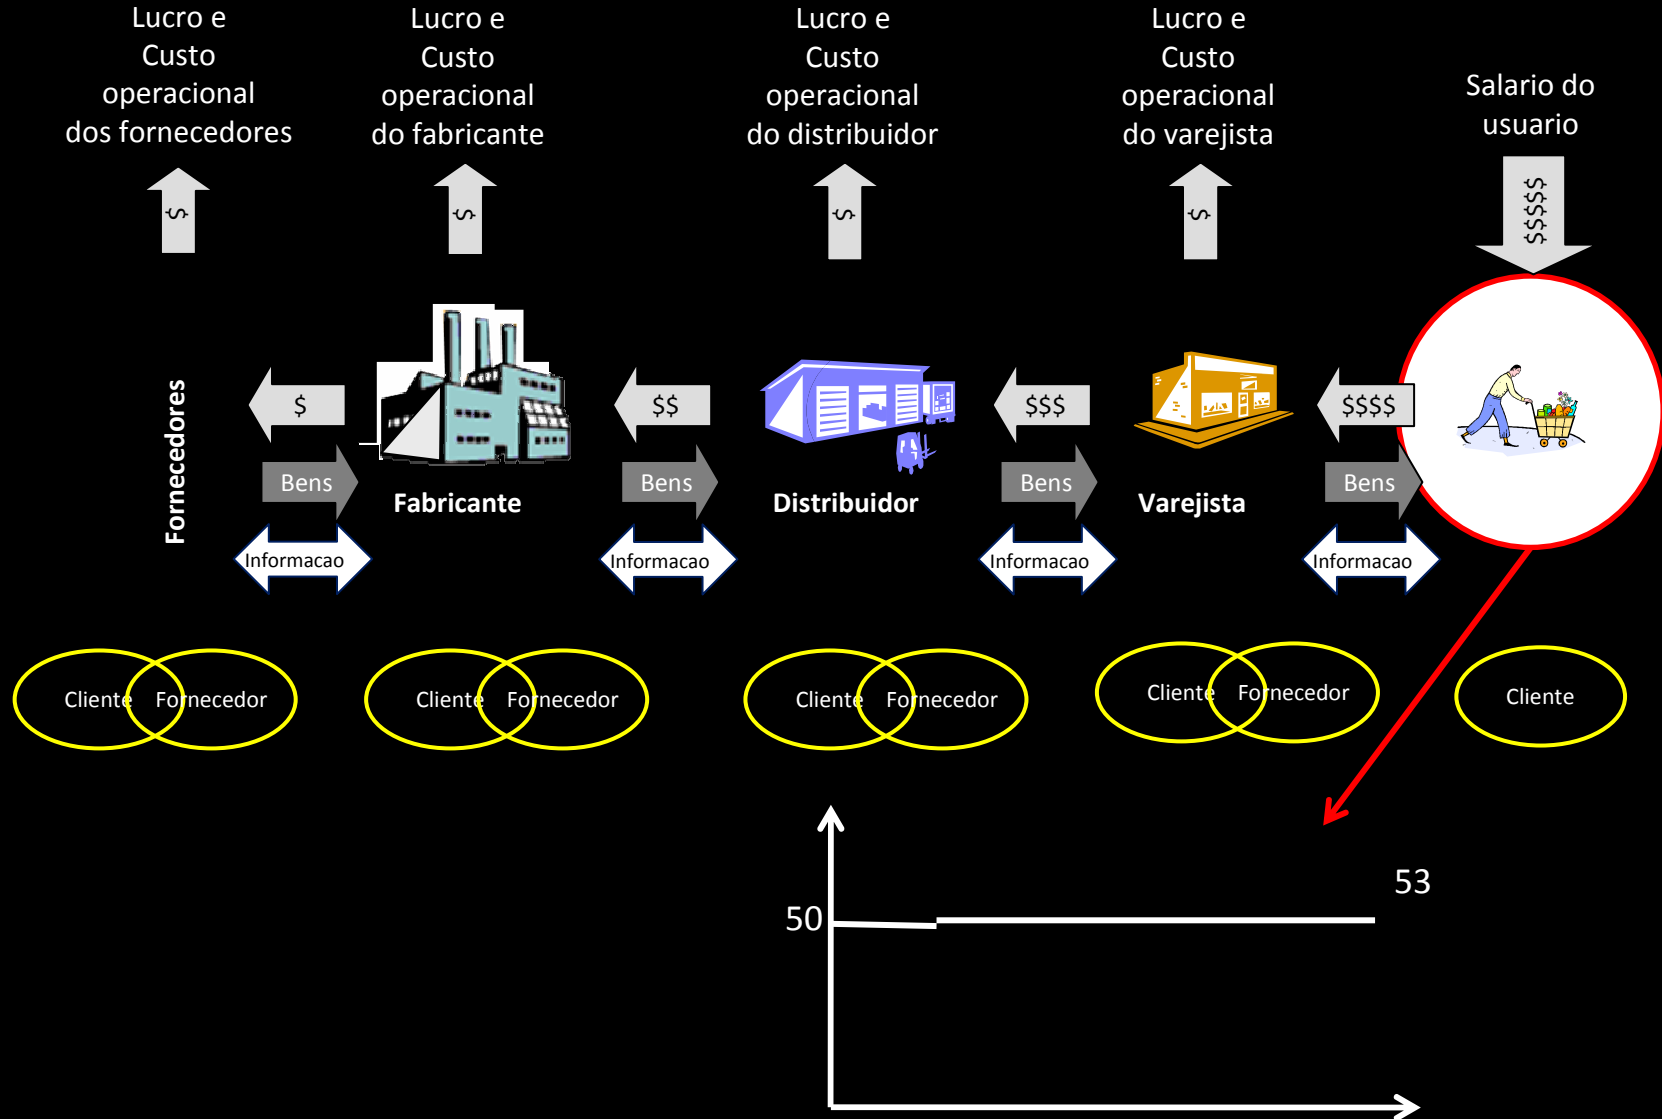 Lucro e
Custo
operacional
dos fornecedores
Lucro e
Custo
operacional
do fabricante
Lucro e
Custo
operacional
do distribuidor
Lucro e
Custo
operacional
do varejista
Salario do
usuario
$
$
$
$
$$$$$
Fornecedores
$
Bens
Informacao
Fabricante
$$
Bens
Informacao
Distribuidor
$$$
Bens
Informacao
Varejista
$$$$
Bens
Informacao
Cliente Fornecedor
Cliente Fornecedor
Cliente Fornecedor
Cliente Fornecedor
Cliente
53
50